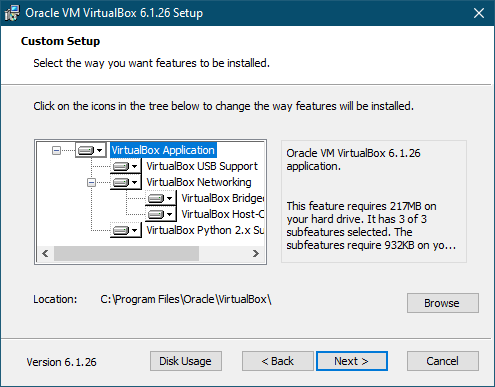 Oracle VM VirtualBox 6.1.26 Setup
Custom Setup
Select the way you want features to be installed.
Click on the icons in the tree below to change the way features will be installed.
VirtualBox Application
VirtualBox USB Support
VirtualBox Networking
VirtualBox Bridge
VirtualBox Host-
VirtualBox Python 2.x Su
Oracle VM VirtualBox 6.1.26
application.
This feature requires 217MB on
your hard drive. It has 3 of 3
subfeatures selected. The
subfeatures require 932KB on yo...
Location: C:\Program Files\Oracle\VirtualBox\
Browse
Version 6.1.26
Disk Usage
< Back
Next >
Cancel